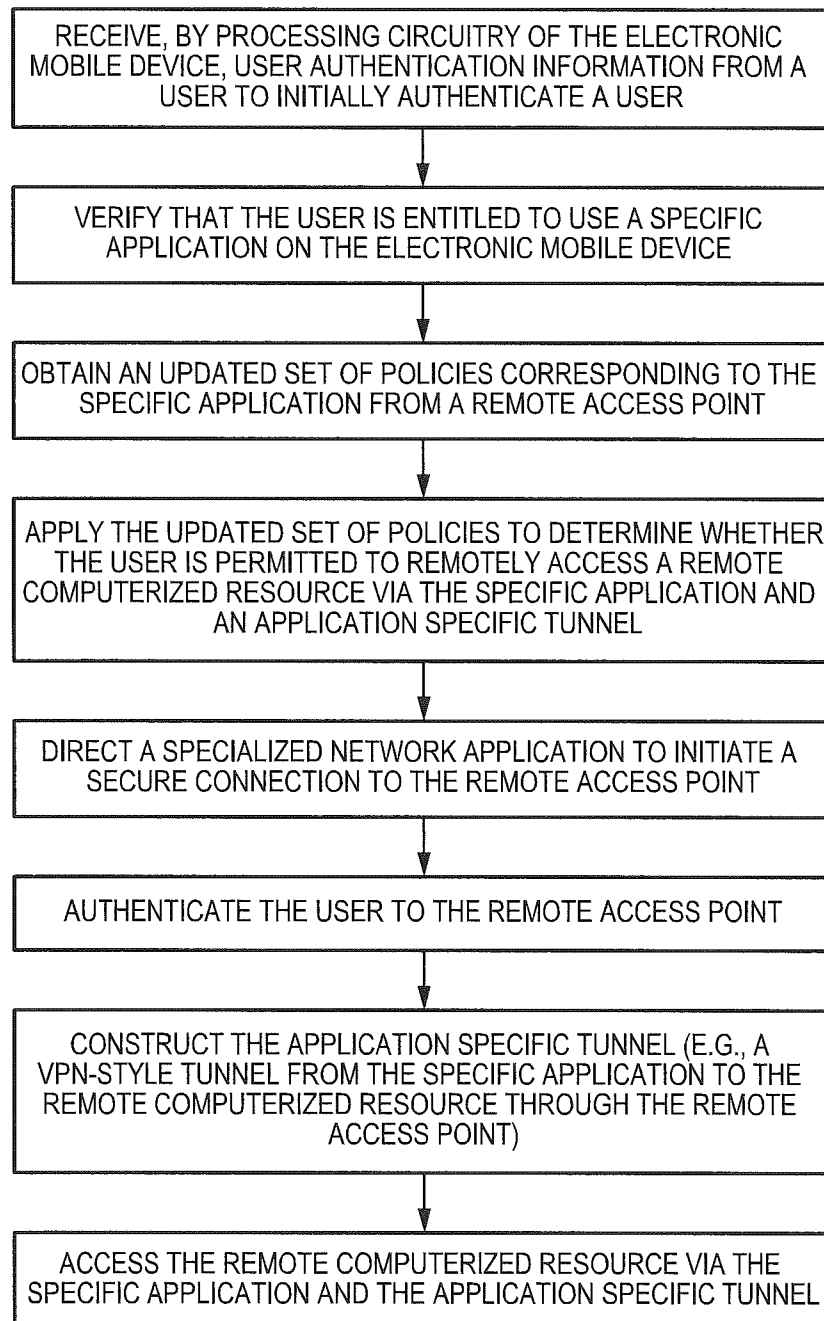 RECEIVE, BY PROCESSING CIRCUITRY OF THE ELECTRONIC
MOBILE DEVICE, USER AUTHENTICATION INFORMATION FROM A
USER TO INITIALLY AUTHENTICATE A USER
VERIFY THAT THE USER IS ENTITLED TO USE A SPECIFIC
APPLICATION ON THE ELECTRONIC MOBILE DEVICE
OBTAIN AN UPDATED SET OF POLICIES CORRESPONDING TO THE
SPECIFIC APPLICATION FROM A REMOTE ACCESS POINT
APPLY THE UPDATED SET OF POLICIES TO DETERMINE WHETHER
THE USER IS PERMITTED TO REMOTELY ACCESS A REMOTE
COMPUTERIZED RESOURCE VIA THE SPECIFIC APPLICATION AND
AN APPLICATION SPECIFIC TUNNEL
DIRECT A SPECIALIZED NETWORK APPLICATION TO INITIATE A
SECURE CONNECTION TO THE REMOTE ACCESS POINT
AUTHENTICATE THE USER TO THE REMOTE ACCESS POINT
CONSTRUCT THE APPLICATION SPECIFIC TUNNEL (E.G., A
VPN-STYLE TUNNEL FROM THE SPECIFIC APPLICATION TO THE
REMOTE COMPUTERIZED RESOURCE THROUGH THE REMOTE
ACCESS POINT)
ACCESS THE REMOTE COMPUTERIZED RESOURCE VIA THE
SPECIFIC APPLICATION AND THE APPLICATION SPECIFIC TUNNEL